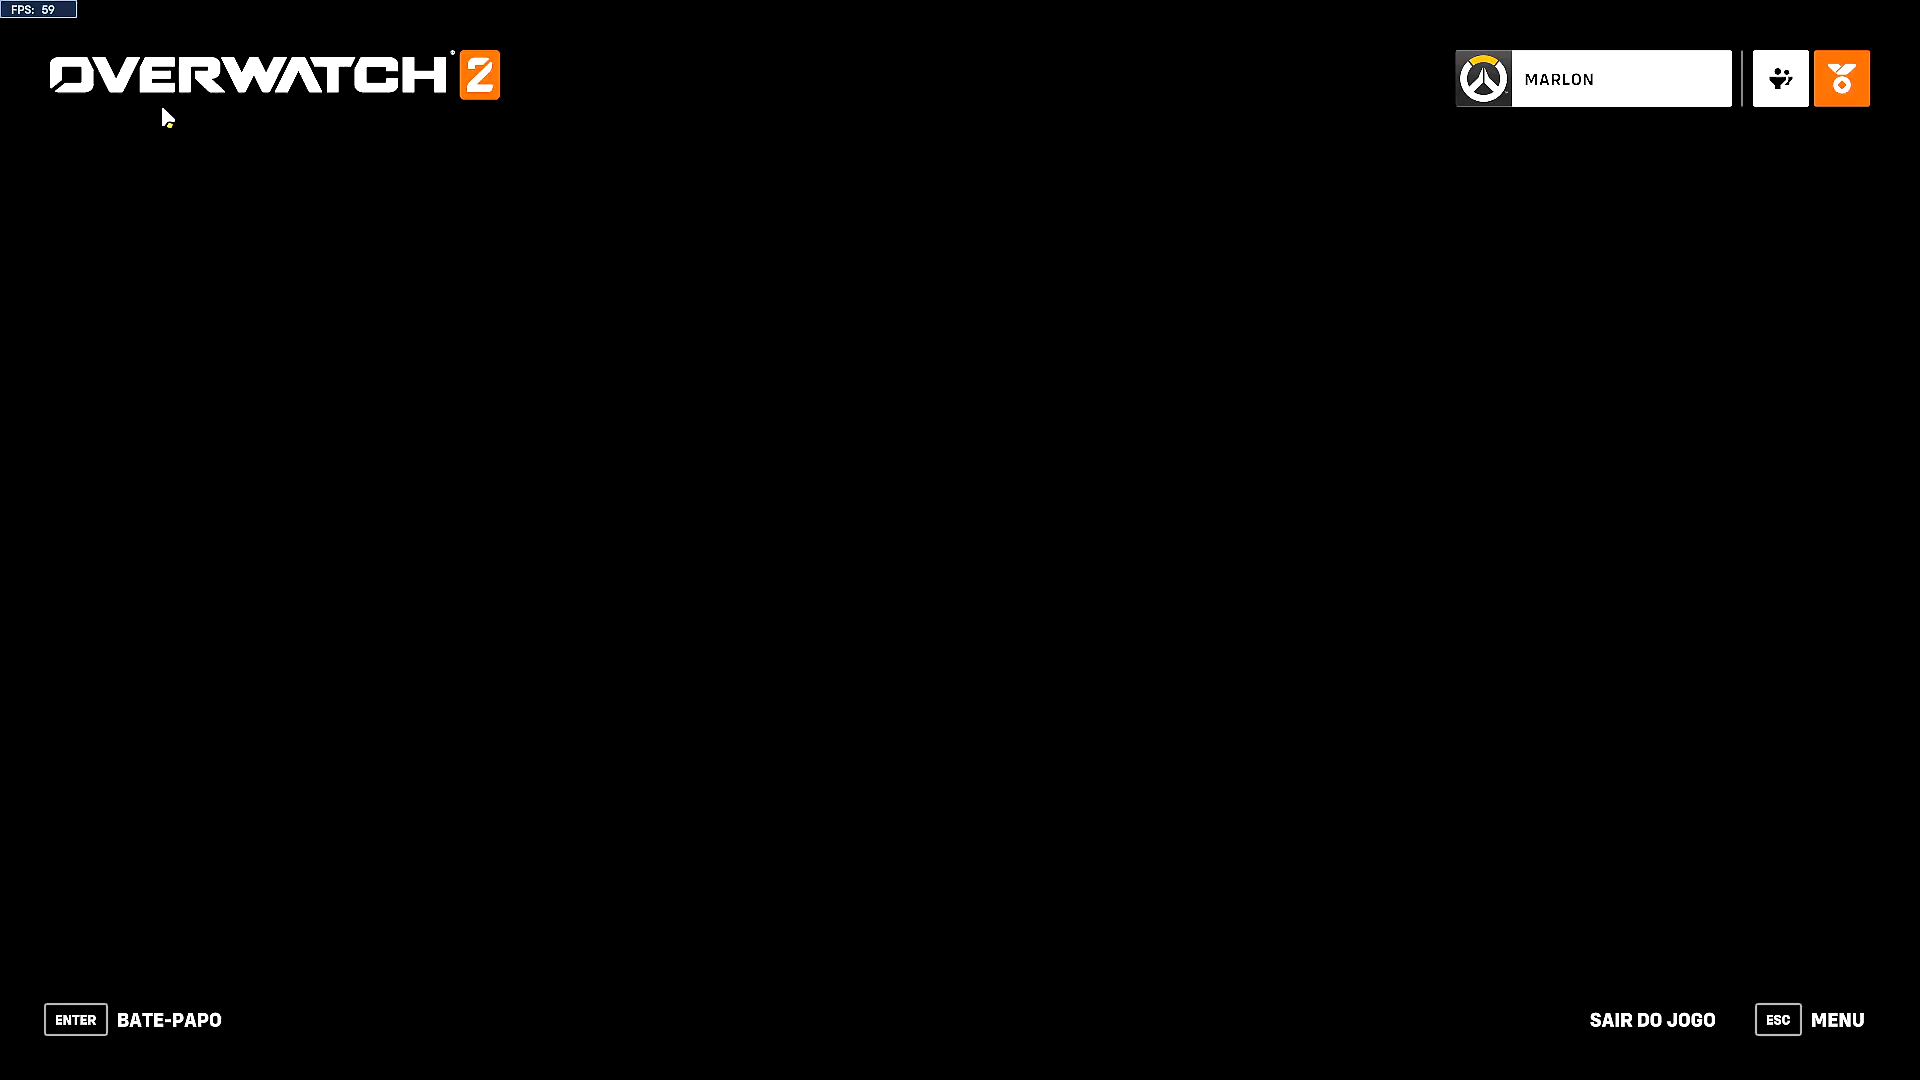 FPS: 59
OVERWATCH 2
MARLON
ENTER BATE-PAPO
SAIR DO JOGO
ESC MENU